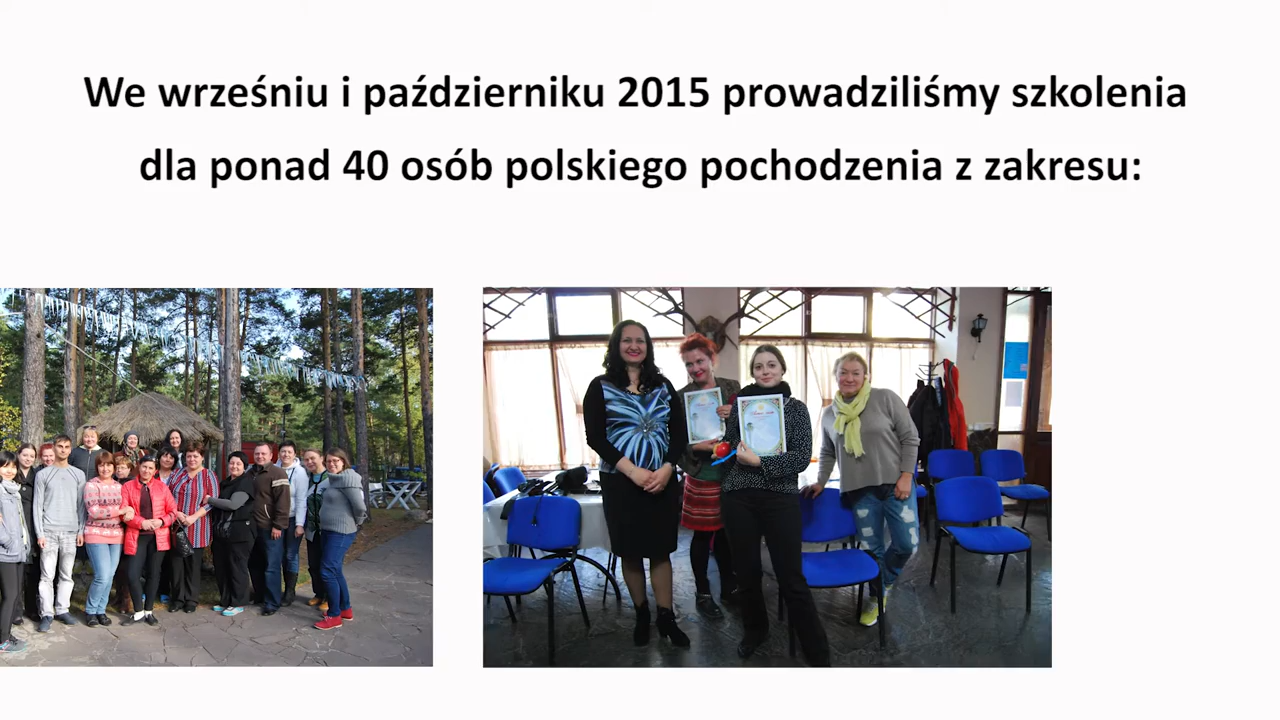 We wrześniu i październiku 2015 prowadziliśmy szkolenia
dla ponad 40 osób polskiego pochodzenia z zakresu: